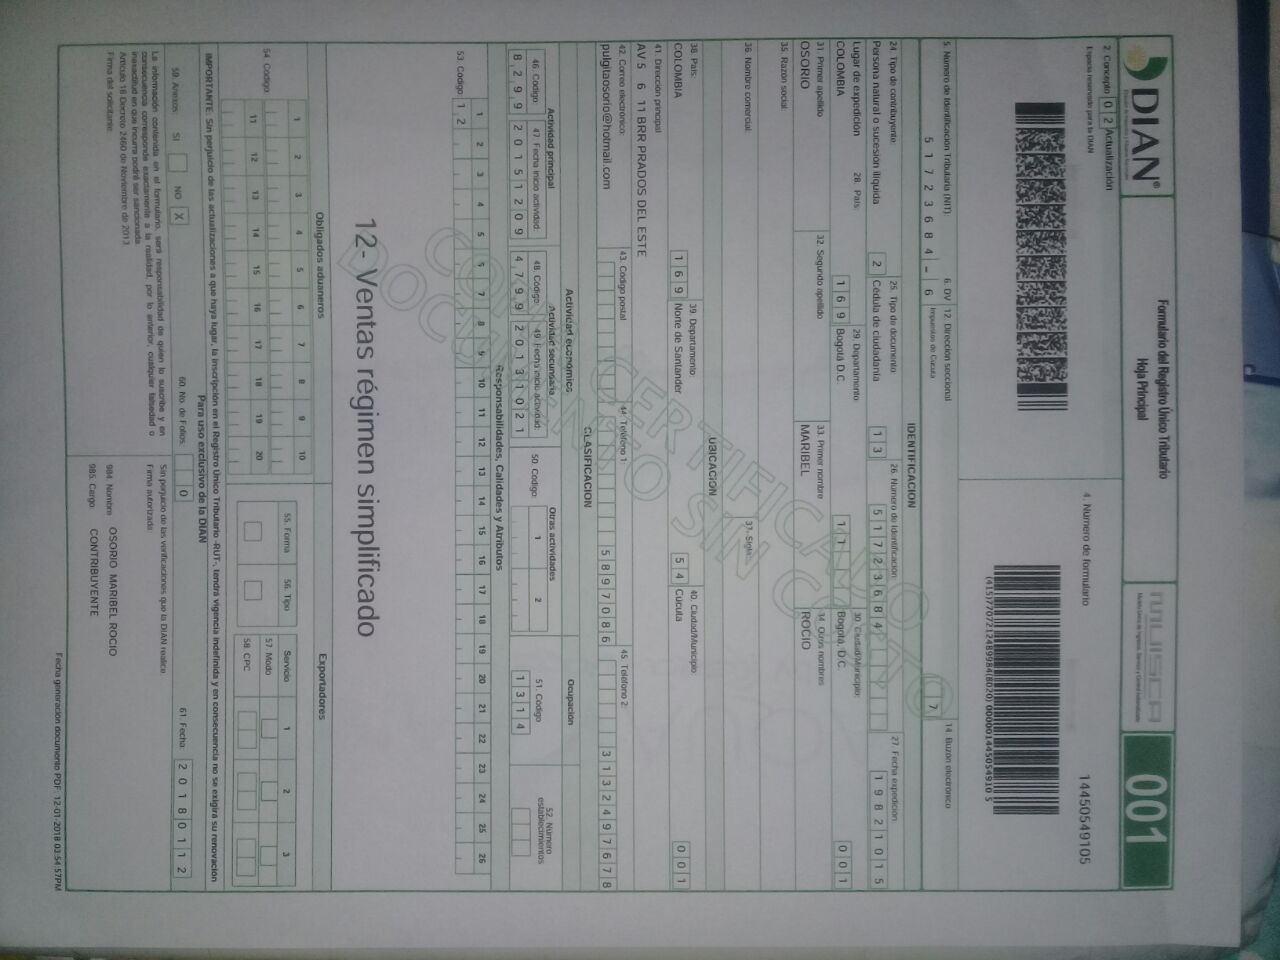 DIAN®
Formulario del Registro Único Tributario
Hoja Principal
MUISCA
001
2. Concepto 0 2 Actualización
Espacio reservado para la DIAN
4. Número de formulario
14450549105
(415)7707212489984(8020) 000001445054910 5
5. Número de Identificación Tributaria (NIT):
6. DV
12. Dirección seccional
14. Buzón electrónico
5 1 7 2 3 6 8 4 - 6
Impuestos de Cúcuta
7
IDENTIFICACION
24. Tipo de contribuyente:
25. Tipo de documento:
26. Número de Identificación:
27. Fecha expedición:
Persona natural o sucesión ilíquida
2
Cédula de ciudadanía
1 3
5 1 7 2 3 6 8 4
1 9 8 2 1 0 1 5
Lugar de expedición
28. País:
29. Departamento:
30. Ciudad/Municipio:
COLOMBIA
1 6 9
Bogotá D.C.
1 1
Bogotá, D.C.
0 0 1
31. Primer apellido
32. Segundo apellido
33. Primer nombre
34. Otros nombres
OSORIO
MARIBEL
ROCIO
35. Razón social:
36. Nombre comercial:
37. Sigla:
UBICACION
38. País:
39. Departamento:
40. Ciudad/Municipio:
COLOMBIA
1 6 9
Norte de Santander
5 4
Cúcuta
0 0 1
41. Dirección principal
AV 5 6 11 BRR PRADOS DEL ESTE
42. Correo electrónico:
43. Código postal
44. Teléfono 1:
45. Teléfono 2:
pulgitaosorio@hotmail.com
5 8 9 7 0 8 6
3 1 3 2 4 9 7 6 7 8
CLASIFICACION
Actividad económica
Ocupación
Actividad principal
Actividad secundaria
Otras actividades
52. Número establecimientos
46. Código:
47. Fecha inicio actividad:
48. Código:
49. Fecha inicio actividad:
50. Código:
1
2
51. Código
8 2 9 9
2 0 1 5 1 2 0 9
4 7 9 9
2 0 1 3 1 0 2 1
1 3 1 4
Responsabilidades, Calidades y Atributos
1 2 3 4 5 6 7 8 9 10 11 12 13 14 15 16 17 18 19 20 21 22 23 24 25 26
53. Código
1 2
12- Ventas régimen simplificado
COPIA CERTIFICADO
DOCUMENTO SIN COSTO
Obligados aduaneros
Exportadores
1 2 3 4 5 6 7 8 9 10
54. Código
11 12 13 14 15 16 17 18 19 20
55. Forma
56. Tipo
Servicio
1
2
3
57. Modo
58. CPC
IMPORTANTE: Sin perjuicio de las actualizaciones a que haya lugar, la inscripción en el Registro Único Tributario -RUT-, tendrá vigencia indefinida y en consecuencia no se exigirá su renovación
Para uso exclusivo de la DIAN
59. Anexos:
SI
NO X
60. No. de Folios:
0
61. Fecha:
2 0 1 8 0 1 1 2
La información contenida en el formulario, será responsabilidad de quien lo suscribe y en
consecuencia corresponde exactamente a la realidad; por lo anterior, cualquier falsedad o
inexactitud en que incurra podrá ser sancionada.
Artículo 18 Decreto 2460 de Noviembre de 2013
Firma del solicitante:
Sin perjuicio de las verificaciones que la DIAN realice.
Firma autorizada:
984. Nombre OSORIO MARIBEL ROCIO
985. Cargo: CONTRIBUYENTE
Fecha generación documento PDF: 12-01-2018 03:54:57PM